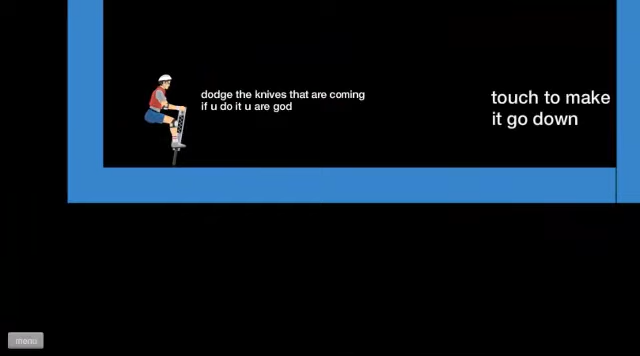 dodge the knives that are coming
if u do it u are god
touch to make
it go down
menu